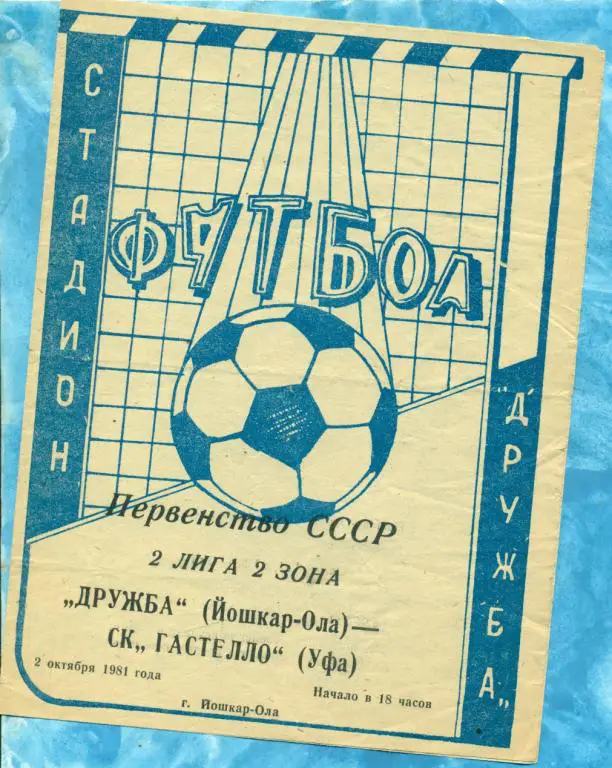 СТАДИОН
ФУТБОЛ
„ДРУЖБА„
Первенство СССР
2 ЛИГА 2 ЗОНА
„ДРУЖБА“ (Йошкар-Ола)—
СК„ ГАСТЕЛЛО“ (Уфа)
2 октября 1981 года
Начало в 18 часов
г. Йошкар-Ола